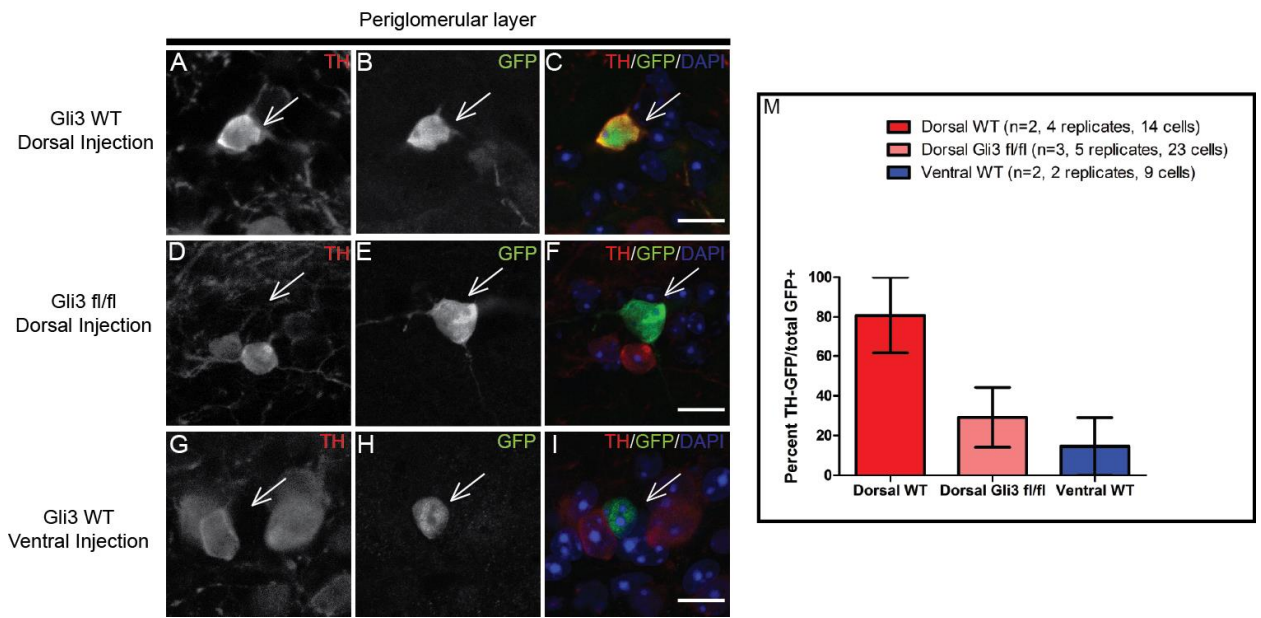 Periglomerular layer
Gli3 WT
Dorsal Injection
A
TH
B
GFP
C
TH/GFP/DAPI
Gli3 fl/fl
Dorsal Injection
D
TH
E
GFP
F
TH/GFP/DAPI
Gli3 WT
Ventral Injection
G
TH
H
GFP
I
TH/GFP/DAPI
M
Dorsal WT (n=2, 4 replicates, 14 cells)
Dorsal Gli3 fl/fl (n=3, 5 replicates, 23 cells)
Ventral WT (n=2, 2 replicates, 9 cells)
Percent TH-GFP/total GFP+
100
80
60
40
20
0
Dorsal WT
Dorsal Gli3 fl/fl
Ventral WT